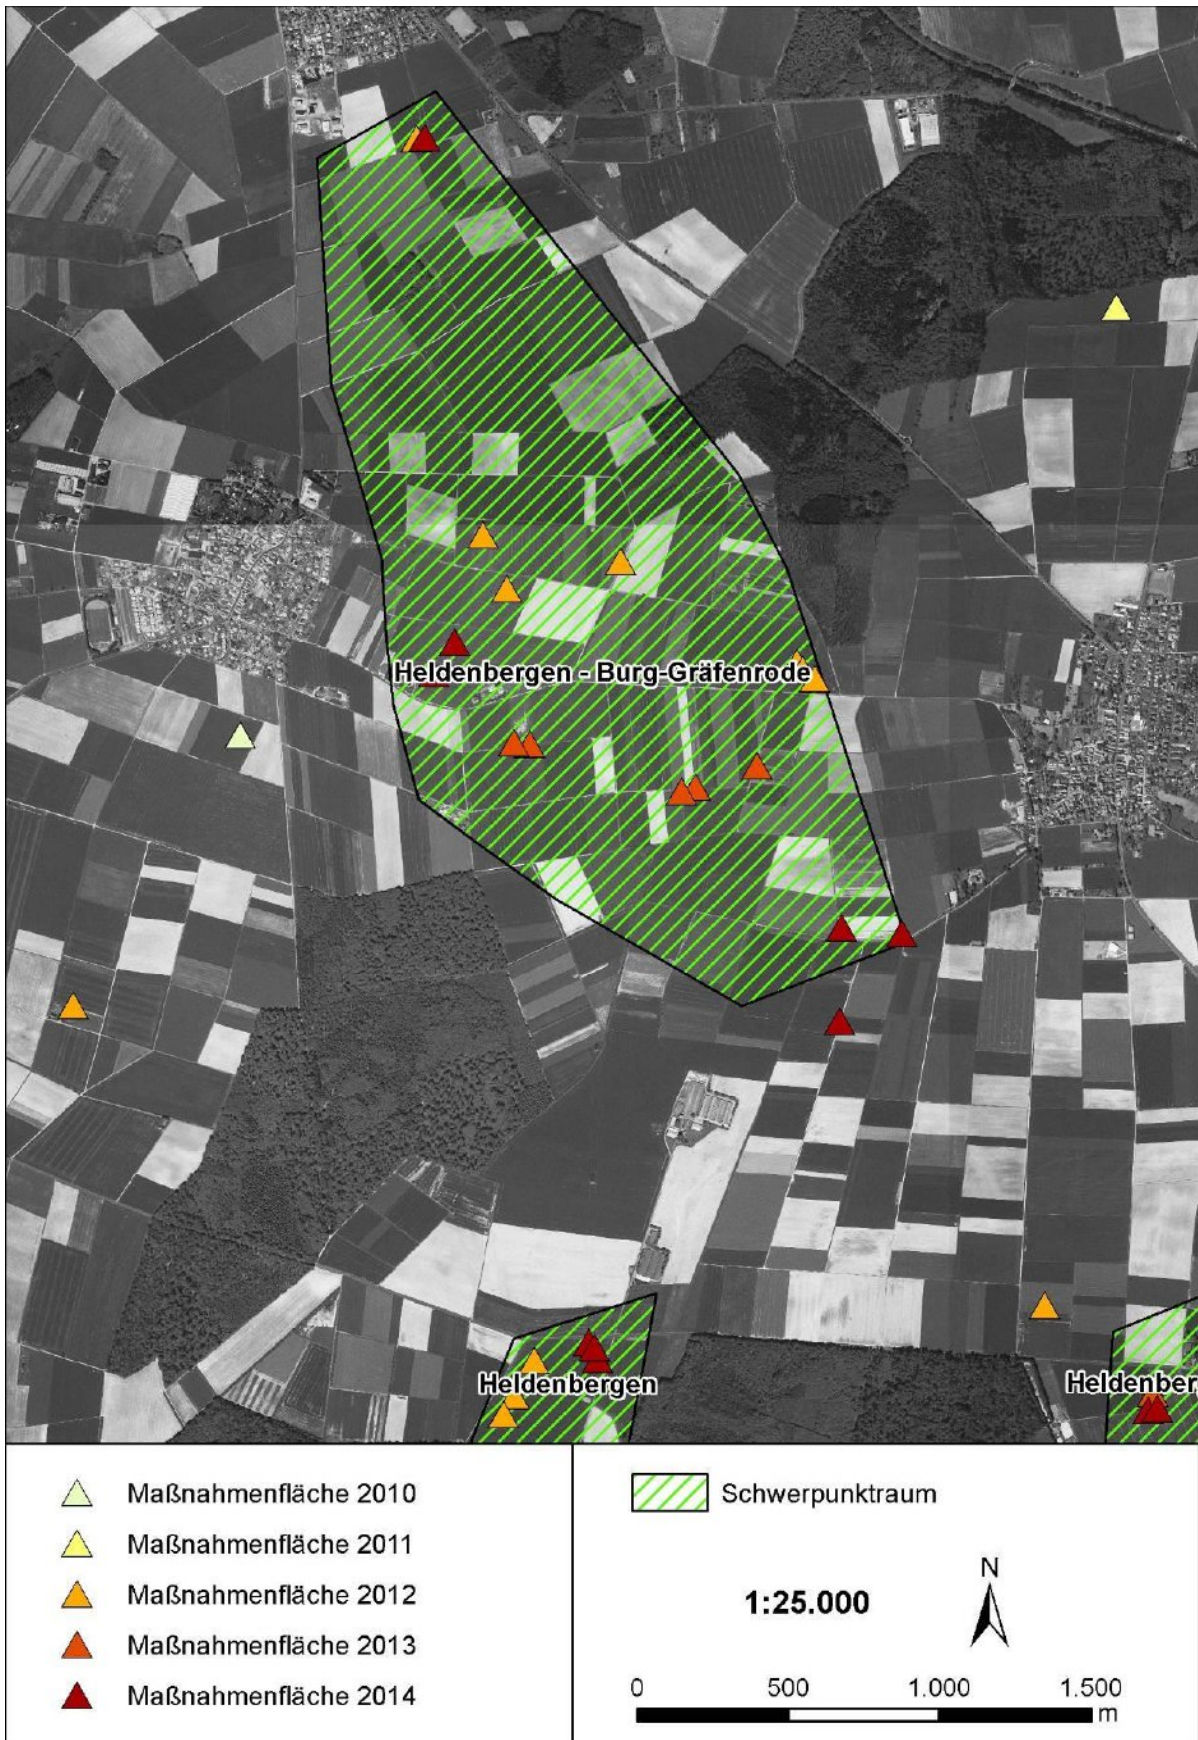 Heldenbergen - Burg-Gräfenrode
Heldenbergen
Heldenber
Maßnahmenfläche 2010
Maßnahmenfläche 2011
Maßnahmenfläche 2012
Maßnahmenfläche 2013
Maßnahmenfläche 2014
Schwerpunktraum
1:25.000
N
0 500 1.000 1.500
m